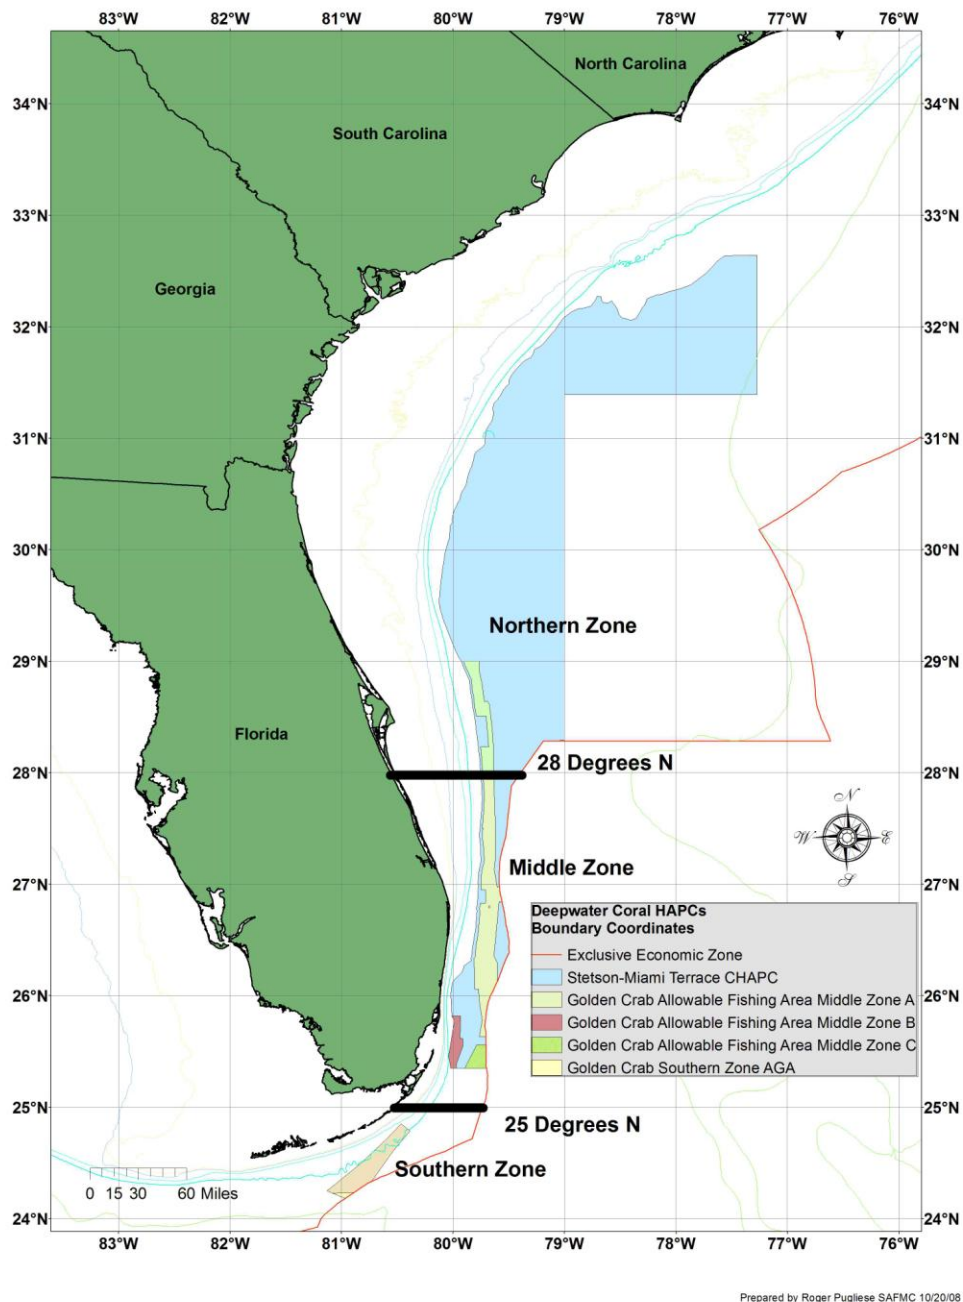 83°W 82°W 81°W 80°W 79°W 78°W 77°W 76°W
North Carolina
34°N 34°N
South Carolina
33°N 33°N
Georgia
32°N 32°N
31°N 31°N
30°N 30°N
Northern Zone
29°N 29°N
Florida
28 Degrees N
28°N 28°N
N
W E
S
Middle Zone
27°N 27°N
Deepwater Coral HAPCs
Boundary Coordinates
Exclusive Economic Zone
Stetson-Miami Terrace CHAPC
26°N 26°N
Golden Crab Allowable Fishing Area Middle Zone A
Golden Crab Allowable Fishing Area Middle Zone B
Golden Crab Allowable Fishing Area Middle Zone C
Golden Crab Southern Zone AGA
25°N 25°N
25 Degrees N
Southern Zone
0 15 30 60 Miles
24°N 24°N
83°W 82°W 81°W 80°W 79°W 78°W 77°W 76°W
Prepared by Roger Pugliese SAFMC 10/20/08